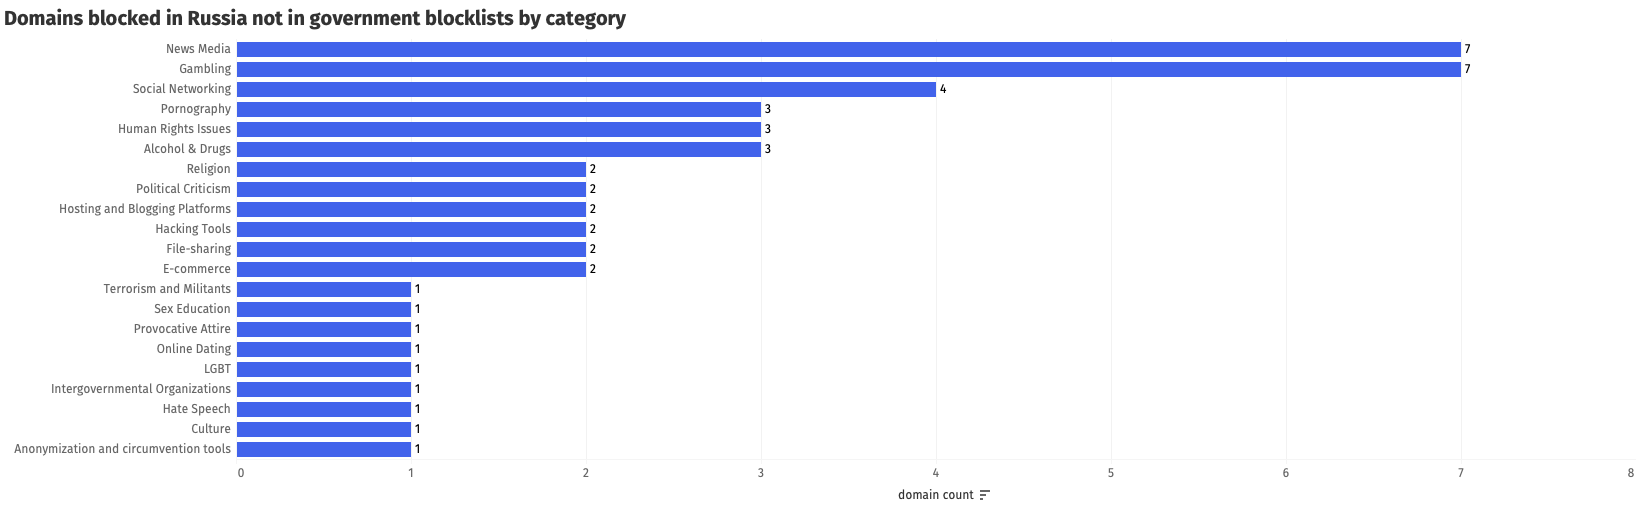 Domains blocked in Russia not in government blocklists by category
News Media 7
Gambling 7
Social Networking 4
Pornography 3
Human Rights Issues 3
Alcohol & Drugs 3
Religion 2
Political Criticism 2
Hosting and Blogging Platforms 2
Hacking Tools 2
File-sharing 2
E-commerce 2
Terrorism and Militants 1
Sex Education 1
Provocative Attire 1
Online Dating 1
LGBT 1
Intergovernmental Organizations 1
Hate Speech 1
Culture 1
Anonymization and circumvention tools 1
0 1 2 3 4 5 6 7 8
domain count